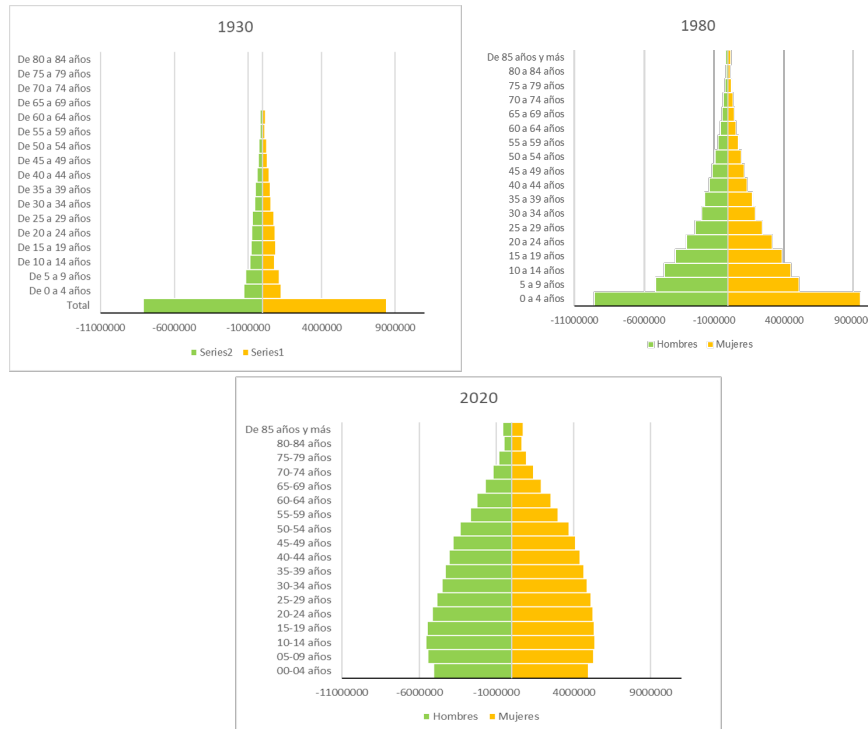 1930
De 80 a 84 años
De 75 a 79 años
De 70 a 74 años
De 65 a 69 años
De 60 a 64 años
De 55 a 59 años
De 50 a 54 años
De 45 a 49 años
De 40 a 44 años
De 35 a 39 años
De 30 a 34 años
De 25 a 29 años
De 20 a 24 años
De 15 a 19 años
De 10 a 14 años
De 5 a 9 años
De 0 a 4 años
Total
-11000000 -6000000 -1000000 4000000 9000000
Series2 Series1
1980
De 85 años y más
80 a 84 años
75 a 79 años
70 a 74 años
65 a 69 años
60 a 64 años
55 a 59 años
50 a 54 años
45 a 49 años
40 a 44 años
35 a 39 años
30 a 34 años
25 a 29 años
20 a 24 años
15 a 19 años
10 a 14 años
5 a 9 años
0 a 4 años
-11000000 -6000000 -1000000 4000000 9000000
Hombres Mujeres
2020
De 85 años y más
80-84 años
75-79 años
70-74 años
65-69 años
60-64 años
55-59 años
50-54 años
45-49 años
40-44 años
35-39 años
30-34 años
25-29 años
20-24 años
15-19 años
10-14 años
05-09 años
00-04 años
-11000000 -6000000 -1000000 4000000 9000000
Hombres Mujeres